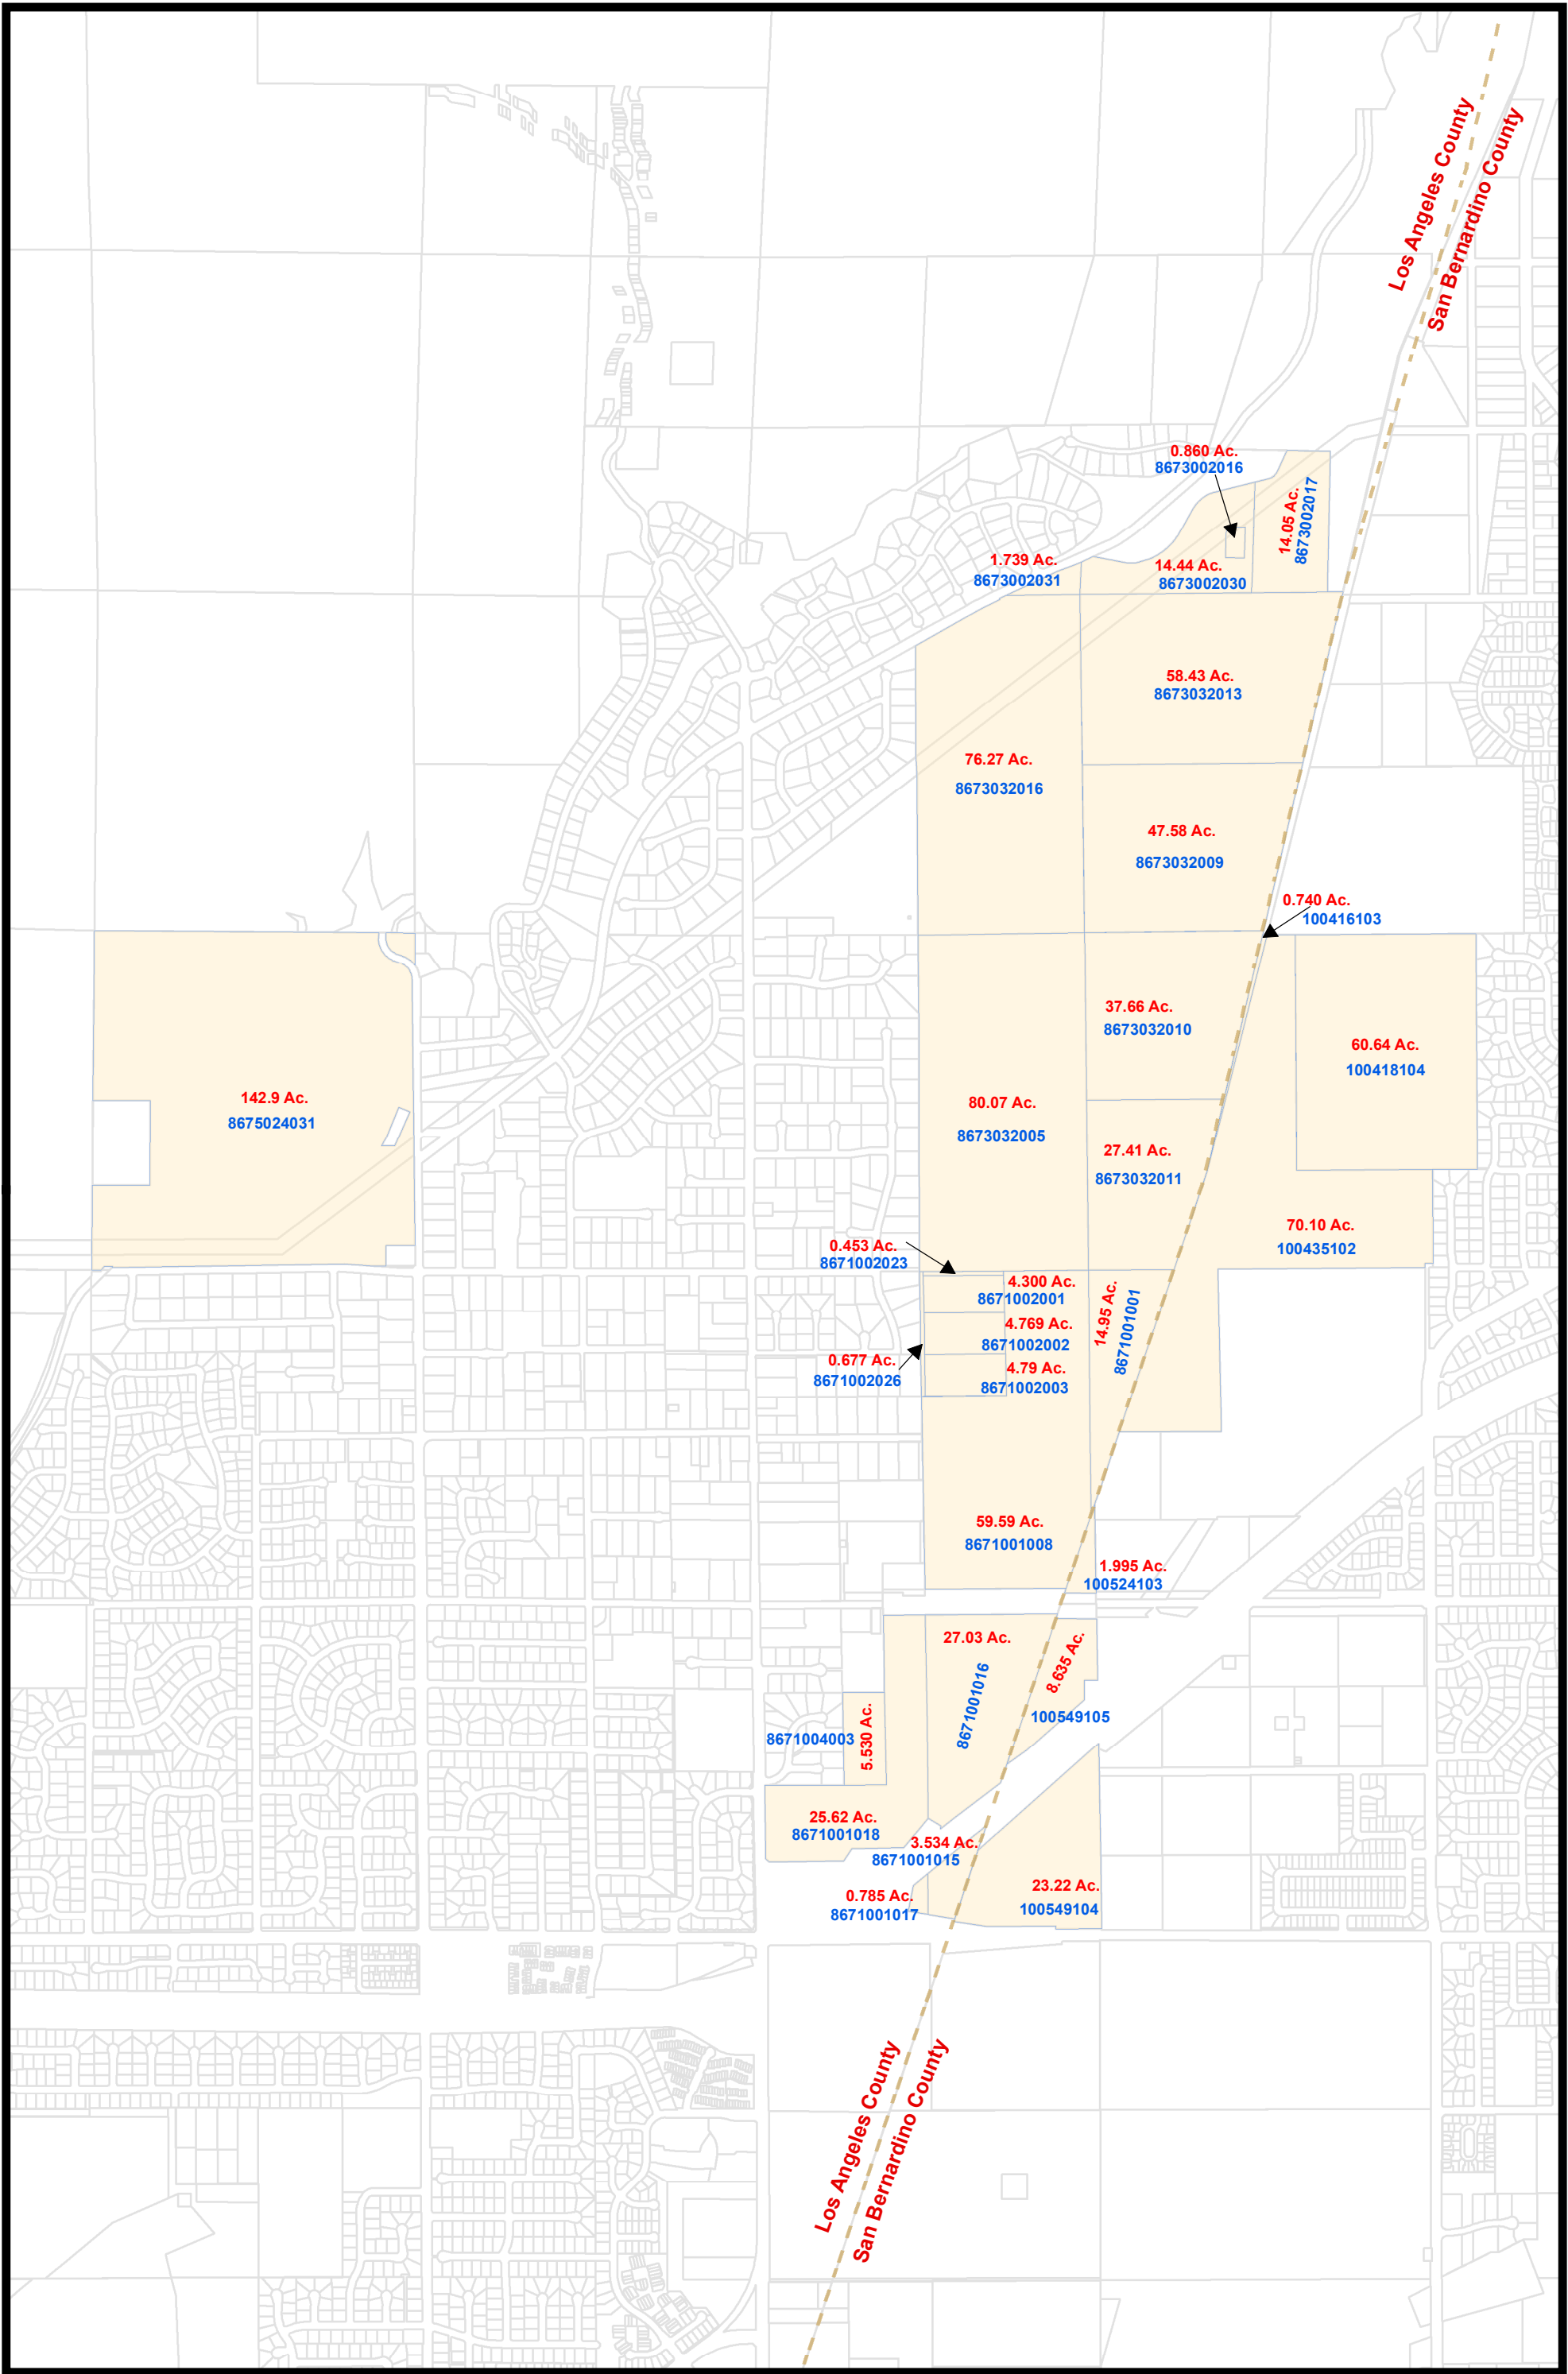 Los Angeles County
San Bernardino County
0.860 Ac.
8673002016
14.05 Ac.
8673002017
1.739 Ac.
8673002031
14.44 Ac.
8673002030
58.43 Ac.
8673032013
76.27 Ac.
8673032016
47.58 Ac.
8673032009
0.740 Ac.
100416103
37.66 Ac.
8673032010
60.64 Ac.
100418104
142.9 Ac.
8675024031
80.07 Ac.
8673032005
27.41 Ac.
8673032011
70.10 Ac.
100435102
0.453 Ac.
8671002023
4.300 Ac.
8671002001
14.95 Ac.
8671001001
4.769 Ac.
8671002002
0.677 Ac.
8671002026
4.79 Ac.
8671002003
59.59 Ac.
8671001008
1.995 Ac.
100524103
27.03 Ac.
8671001016
8.635 Ac.
100549105
8671004003
5.530 Ac.
25.62 Ac.
8671001018
3.534 Ac.
8671001015
0.785 Ac.
8671001017
23.22 Ac.
100549104
Los Angeles County
San Bernardino County